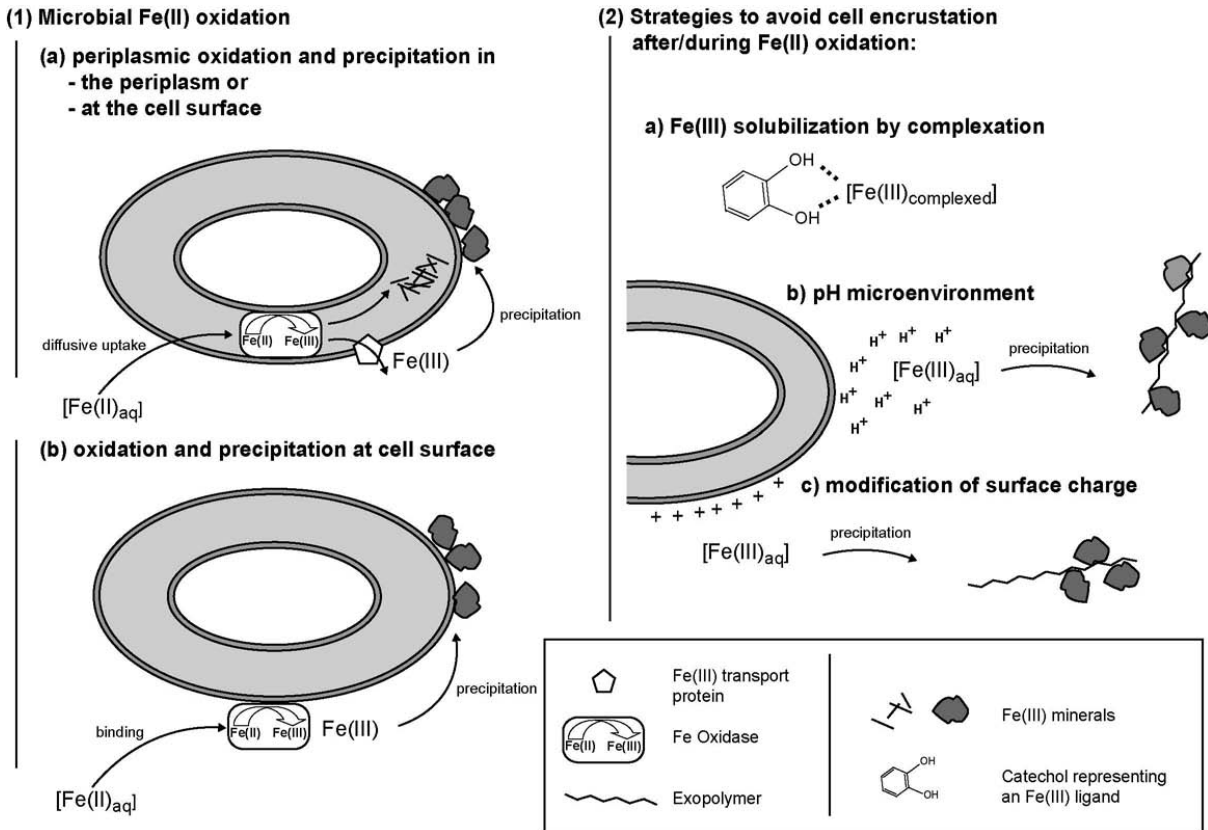 (1) Microbial Fe(II) oxidation
(a) periplasmic oxidation and precipitation in
- the periplasm or
- at the cell surface
Fe(II) Fe(III)
diffusive uptake
[Fe(II)aq]
Fe(III)
precipitation
(b) oxidation and precipitation at cell surface
binding
Fe(II) Fe(III)
Fe(III)
precipitation
[Fe(II)aq]
(2) Strategies to avoid cell encrustation
after/during Fe(II) oxidation:
a) Fe(III) solubilization by complexation
OH
OH
[Fe(III)complexed]
b) pH microenvironment
H+ H+ H+ H+
H+
H+ H+ H+
H+
[Fe(III)aq]
precipitation
c) modification of surface charge
+ + + + + + +
[Fe(III)aq]
precipitation
Fe(III) transport
protein
Fe(II) Fe(III)
Fe Oxidase
Exopolymer
Fe(III) minerals
OH
OH
Catechol representing
an Fe(III) ligand